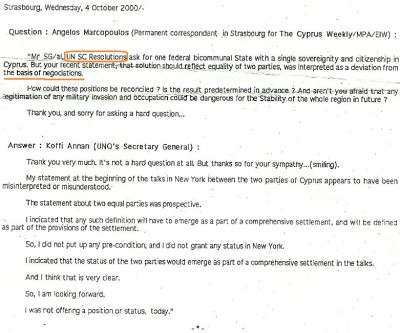 Strasbourg, Wednesday, 4 October 2000/-
Question : Angelos Marcopoulos (Permanent correspondent in Strasbourg for The Cyprus Weekly/MPA/EIW) :
"Mr SG/al, UN SC Resolutions ask for one federal bicommunal State with a single sovereignity and citizenship in
Cyprus. But your recent statement, that solution should reflect equality of two parties, was interpreted as a deviation from
the basis of negotiations.
How could these positions be reconciled ? is the result predetermined in advance ? And aren't you afraid that any
legitimation of any military invasion and occupation could be dangerous for the Stability of the whole region in future ?
Thank you, and sorry for asking a hard question...
Answer : Koffi Annan (UNO's Secretary General) :
Thank you very much. It's not a hard question at all. But thanks so for your sympathy...(smiling).
My statement at the beginning of the talks in New York between the two parties of Cyprus appears to have been
misinterpreted or misunderstood.
The statement about two equal parties was prospective.
I indicated that any such definition will have to emerge as a part of a comprehensive settlement, and will be defined
as part of the provisions of the settlement.
So, I did not put up any pre-condition, and I did not grant any status in New York.
I indicated that the status of the two parties would emerge as part of a comprehensive settlement in the talks.
And I think that is very clear.
So, I am looking forward.
I was not offering a position or status, today."
-*-